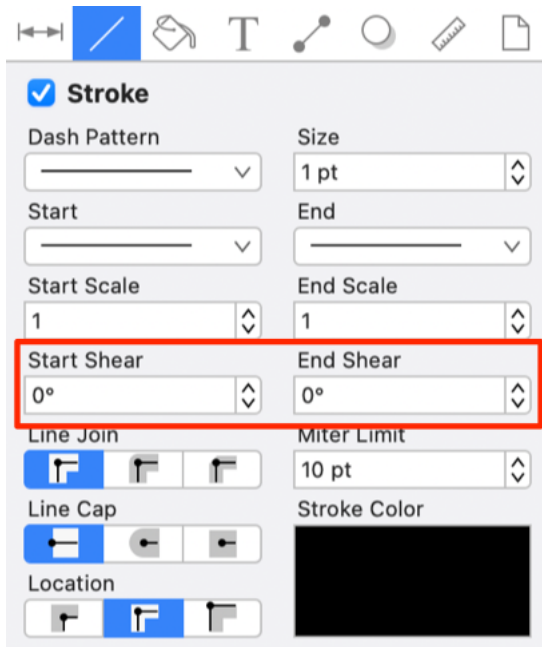 T
Stroke
Dash Pattern Size
1 pt
Start End
Start Scale End Scale
1 1
Start Shear End Shear
0° 0°
Line Join Miter Limit
10 pt
Line Cap Stroke Color
Location